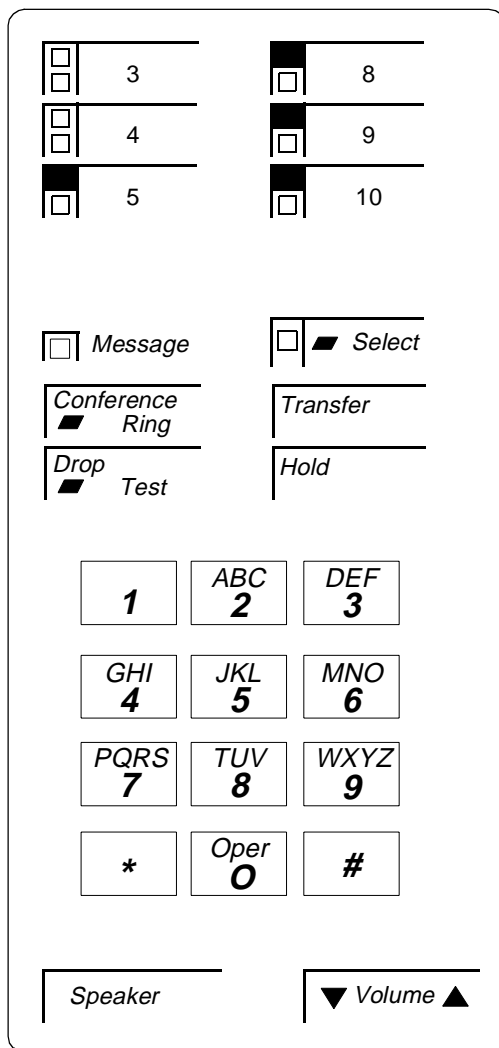 3 8
4 9
5 10
Message Select
Conference Transfer
Ring
Drop Hold
Test
1 ABC DEF
2 3
GHI JKL MNO
4 5 6
PQRS TUV WXYZ
7 8 9
* Oper #
O
Speaker ▼ Volume ▲